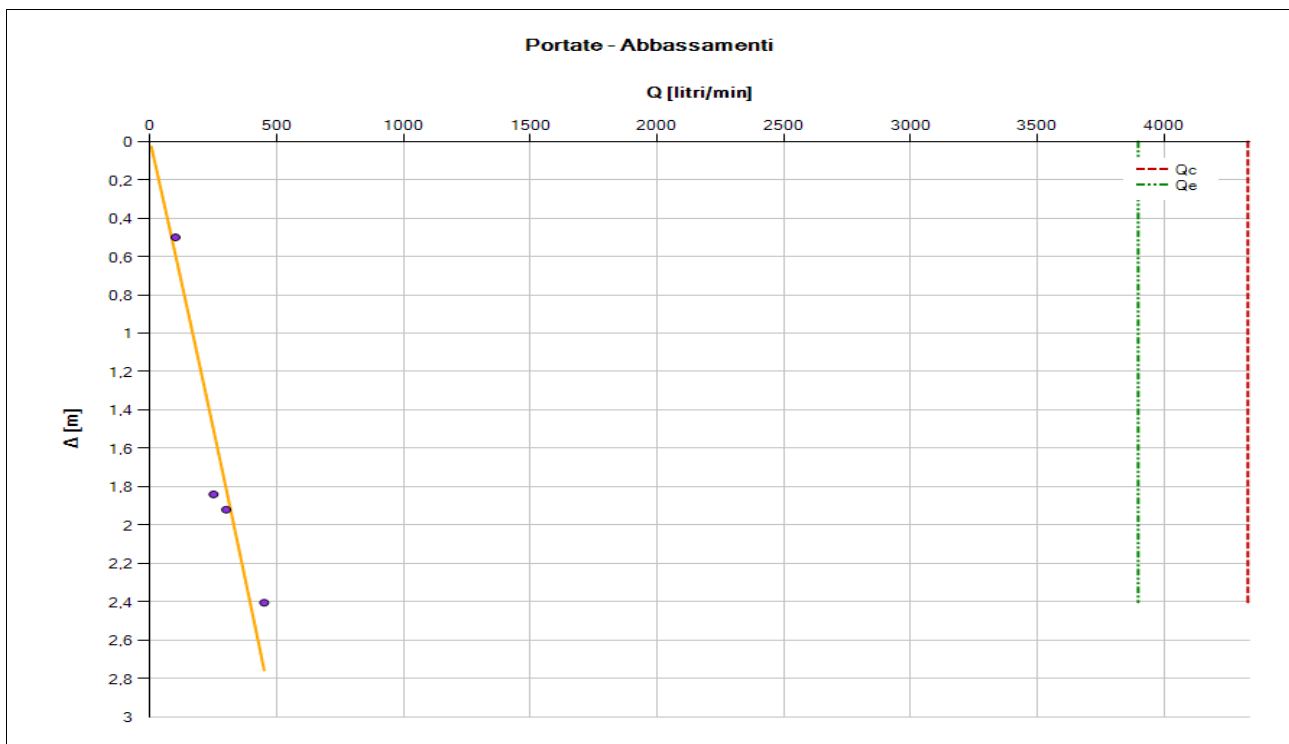 Portate - Abbassamenti
Q [litri/min]
0 500 1000 1500 2000 2500 3000 3500 4000
0
0,2
0,4
0,6
0,8
1
1,2
1,4
1,6
1,8
2
2,2
2,4
2,6
2,8
3
Δ [m]
Qc
Qe